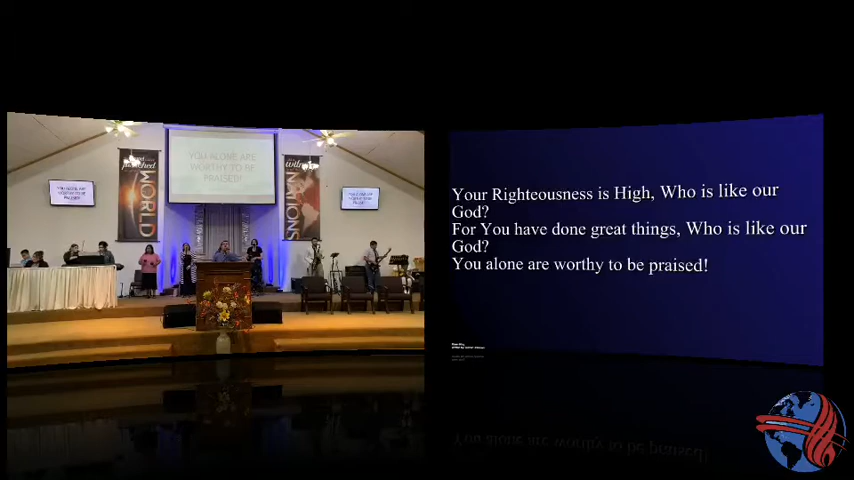 YOU ALONE ARE
WORTHY TO BE
PRAISED!
WORLD
NATIONS
Your Righteousness is High, Who is like our
God?
For You have done great things, Who is like our
God?
You alone are worthy to be praised!